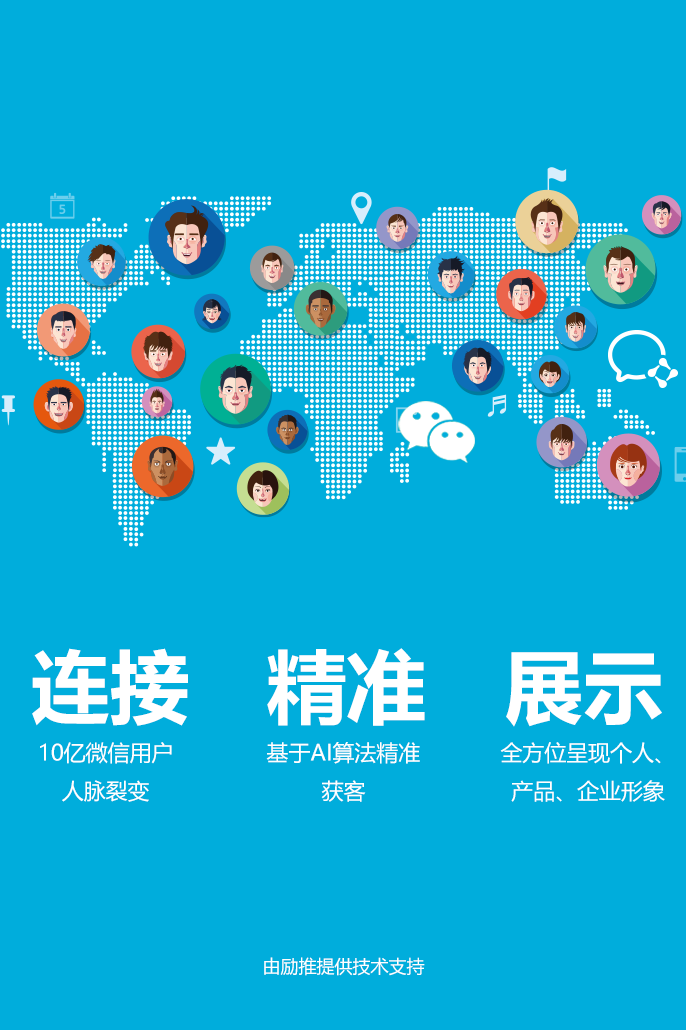 5
连接
10亿微信用户
人脉裂变
精准
基于AI算法精准
获客
展示
全方位呈现个人、
产品、企业形象
由励推提供技术支持